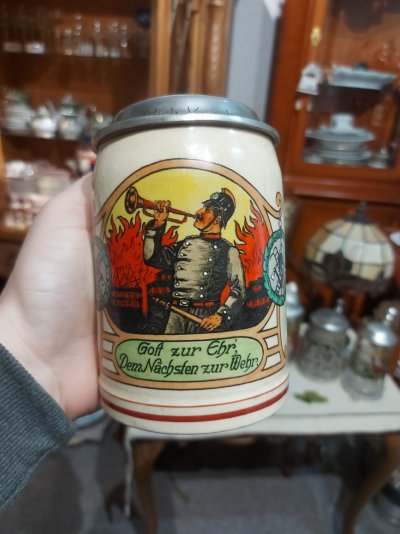 Gott zur Ehr',
Dem Nächsten zur Wehr.